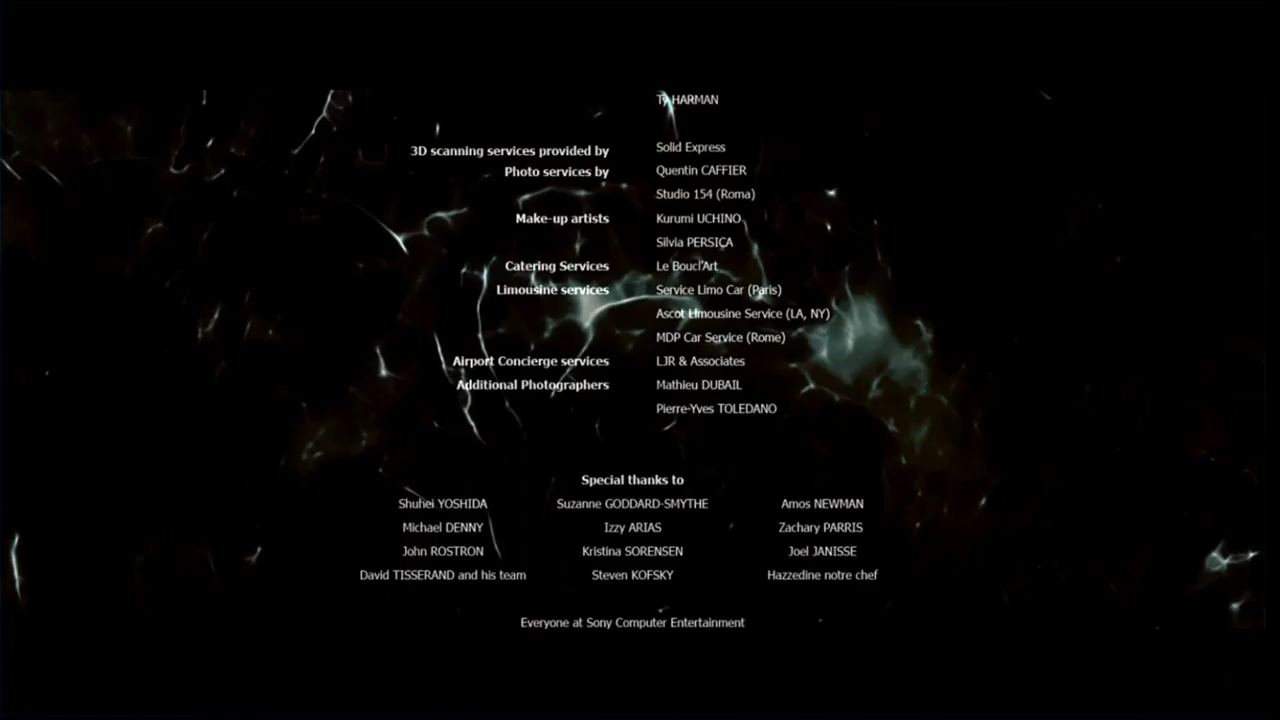 Ty HARMAN
3D scanning services provided by Solid Express
Photo services by Quentin CAFFIER
Studio 154 (Roma)
Make-up artists Kurumi UCHINO
Silvia PERSICA
Catering Services Le Boucl'Art
Limousine services Service Limo Car (Paris)
Ascot Limousine Service (LA, NY)
MDP Car Service (Rome)
Airport Concierge services LJR & Associates
Additional Photographers Mathieu DUBAIL
Pierre-Yves TOLEDANO
Special thanks to
Shuhei YOSHIDA Suzanne GODDARD-SMYTHE Amos NEWMAN
Michael DENNY Izzy ARIAS Zachary PARRIS
John ROSTRON Kristina SORENSEN Joel JANISSE
David TISSERAND and his team Steven KOFSKY Hazzedine notre chef
Everyone at Sony Computer Entertainment